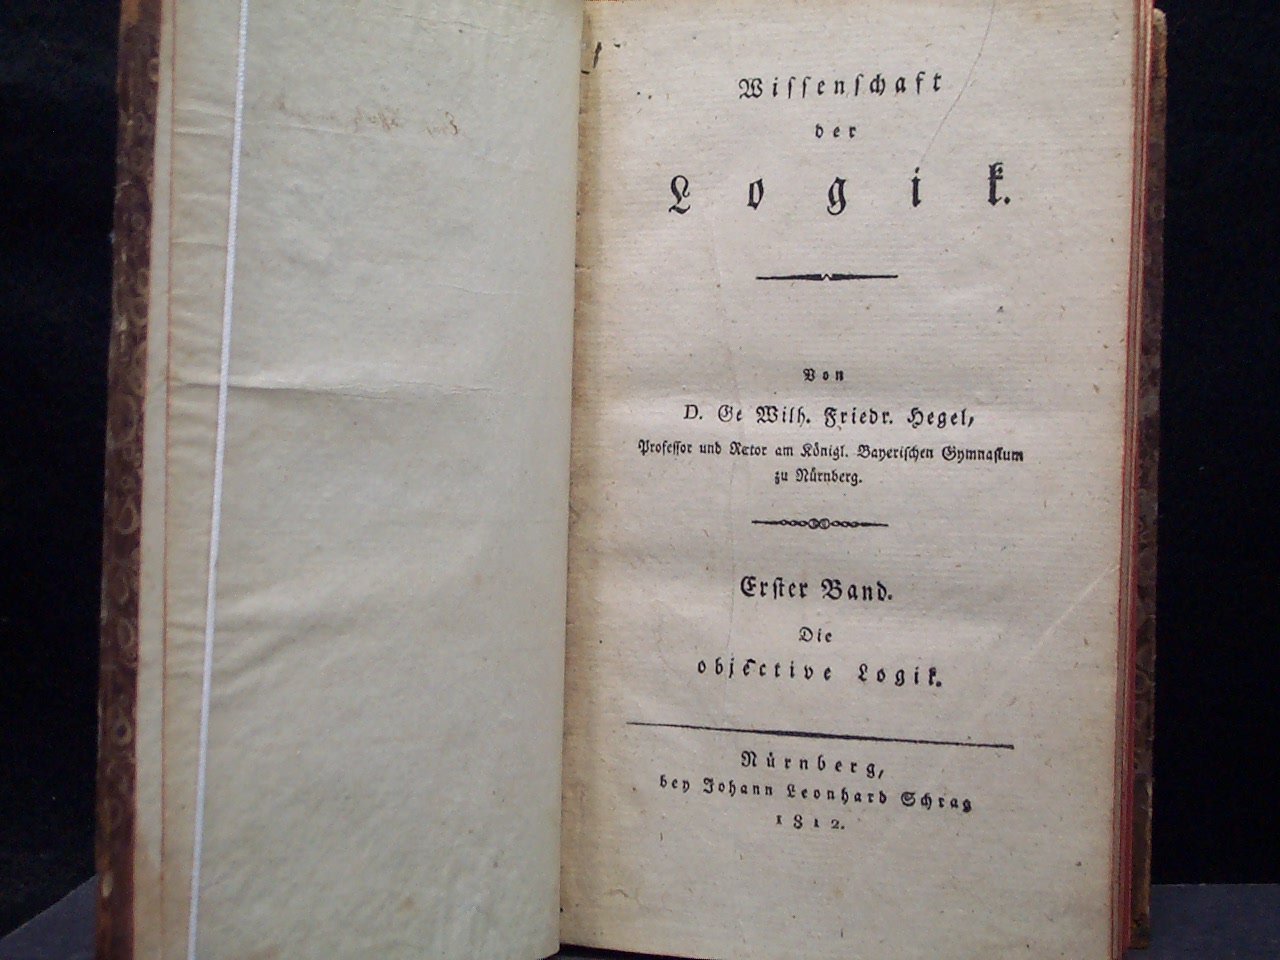 Wissenschaft
der
Logik.
Von
D. Ge Wilh. Friedr. Hegel,
Professor und Rector am Königl. Bayerischen Gymnasium
zu Nürnberg.
Erster Band.
Die
objective Logik.
Nürnberg,
bey Johann Leonhard Schrag
1812.